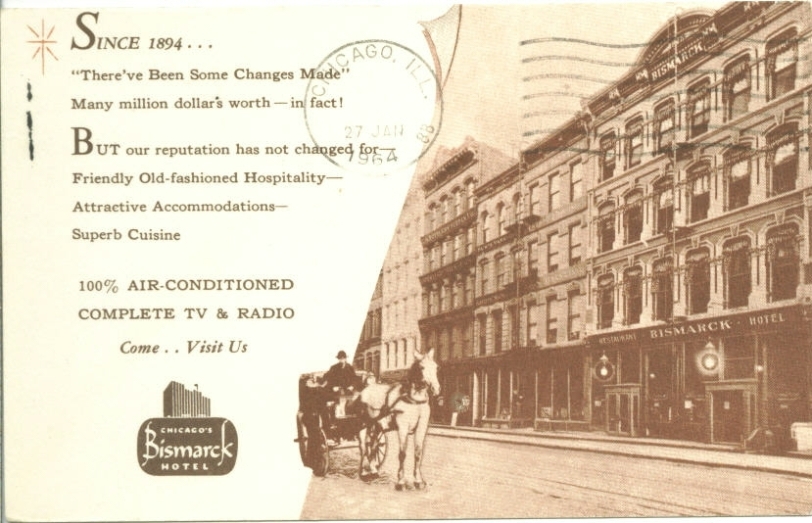 SINCE 1894...
"There've Been Some Changes Made"
Many million dollar's worth—in fact!
BUT our reputation has not changed for—
Friendly Old-fashioned Hospitality—
Attractive Accommodations—
Superb Cuisine
100% AIR-CONDITIONED
COMPLETE TV & RADIO
Come . . Visit Us
CHICAGO'S
Bismarck
HOTEL
CHICAGO, ILL.
27 JAN
1964
88
BISMARCK
RESTAURANT BISMARCK · HOTEL